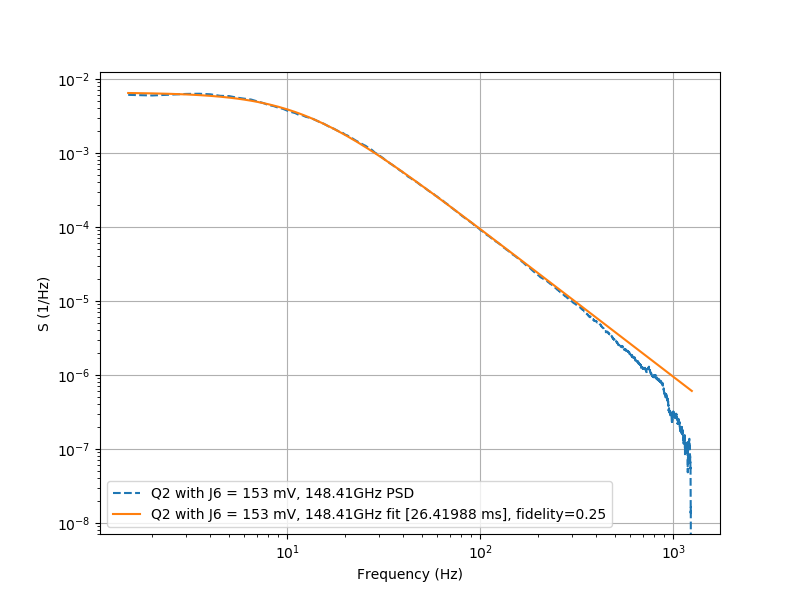 10⁻²
10⁻³
10⁻⁴
10⁻⁵
10⁻⁶
10⁻⁷
10⁻⁸
S (1/Hz)
Q2 with J6 = 153 mV, 148.41GHz PSD
Q2 with J6 = 153 mV, 148.41GHz fit [26.41988 ms], fidelity=0.25
10¹ 10² 10³
Frequency (Hz)